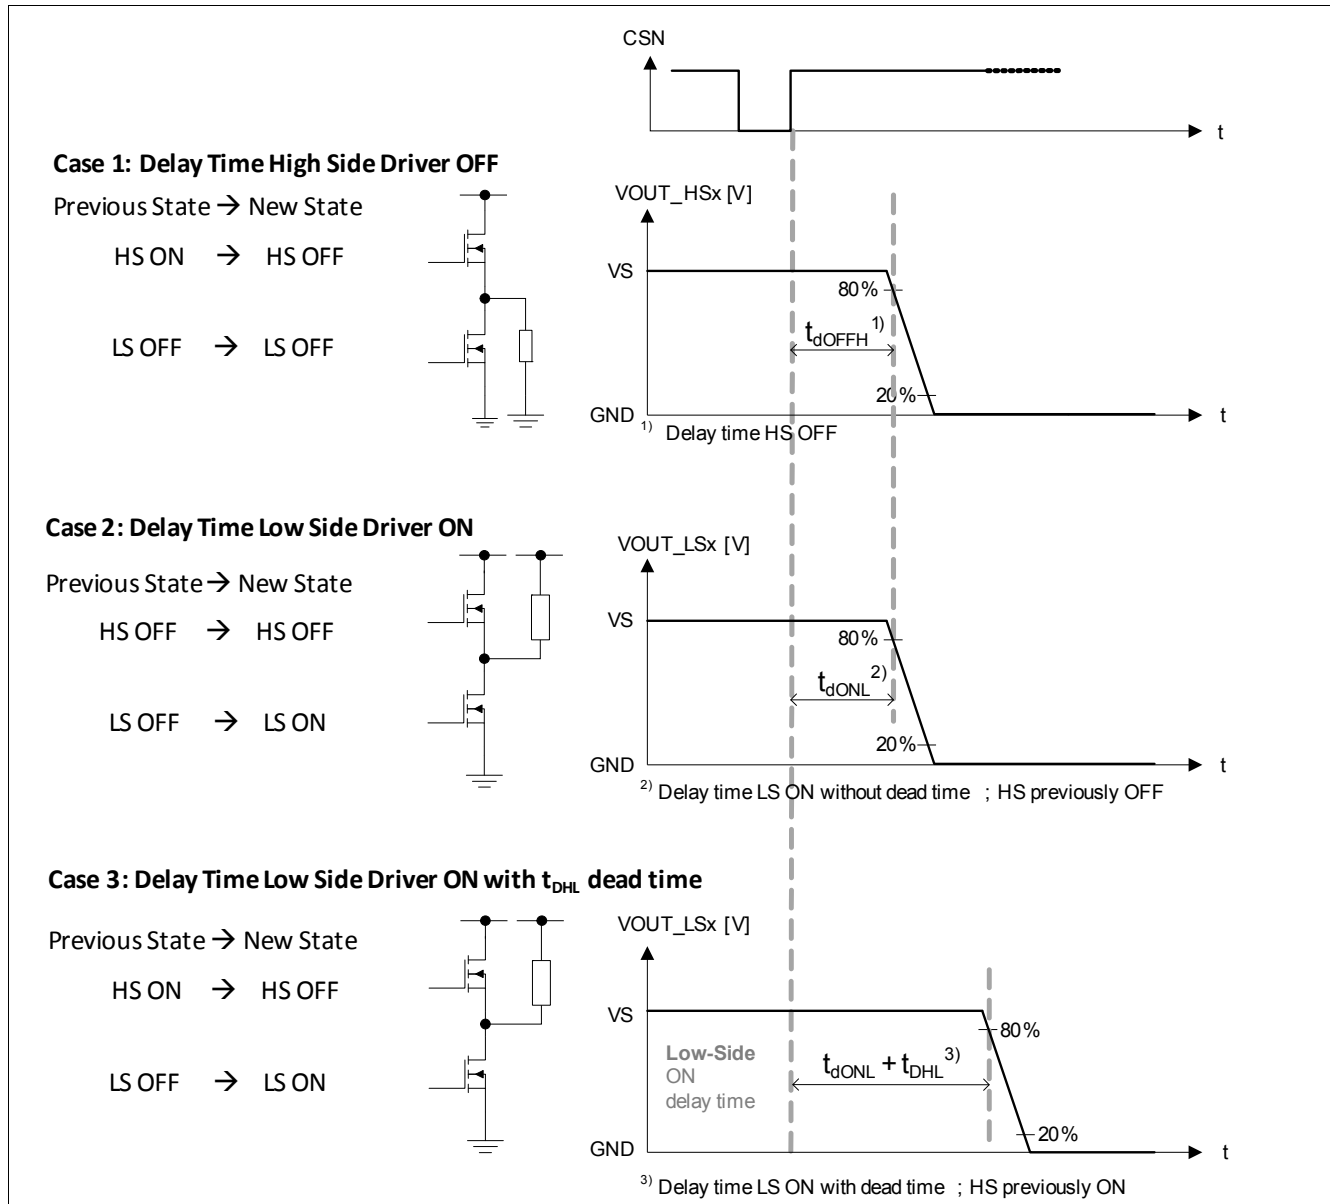 CSN
t
Case 1: Delay Time High Side Driver OFF
Previous State → New State
HS ON → HS OFF
LS OFF → LS OFF
VOUT_HSx [V]
VS
80%
tdOFFH 1)
20%
GND
t
1) Delay time HS OFF
Case 2: Delay Time Low Side Driver ON
Previous State → New State
HS OFF → HS OFF
LS OFF → LS ON
VOUT_LSx [V]
VS
80%
tdONL 2)
20%
GND
t
2) Delay time LS ON without dead time ; HS previously OFF
Case 3: Delay Time Low Side Driver ON with tDHL dead time
Previous State → New State
HS ON → HS OFF
LS OFF → LS ON
VOUT_LSx [V]
VS
80%
Low-Side
ON
delay time
tdONL + tDHL 3)
20%
GND
t
3) Delay time LS ON with dead time ; HS previously ON